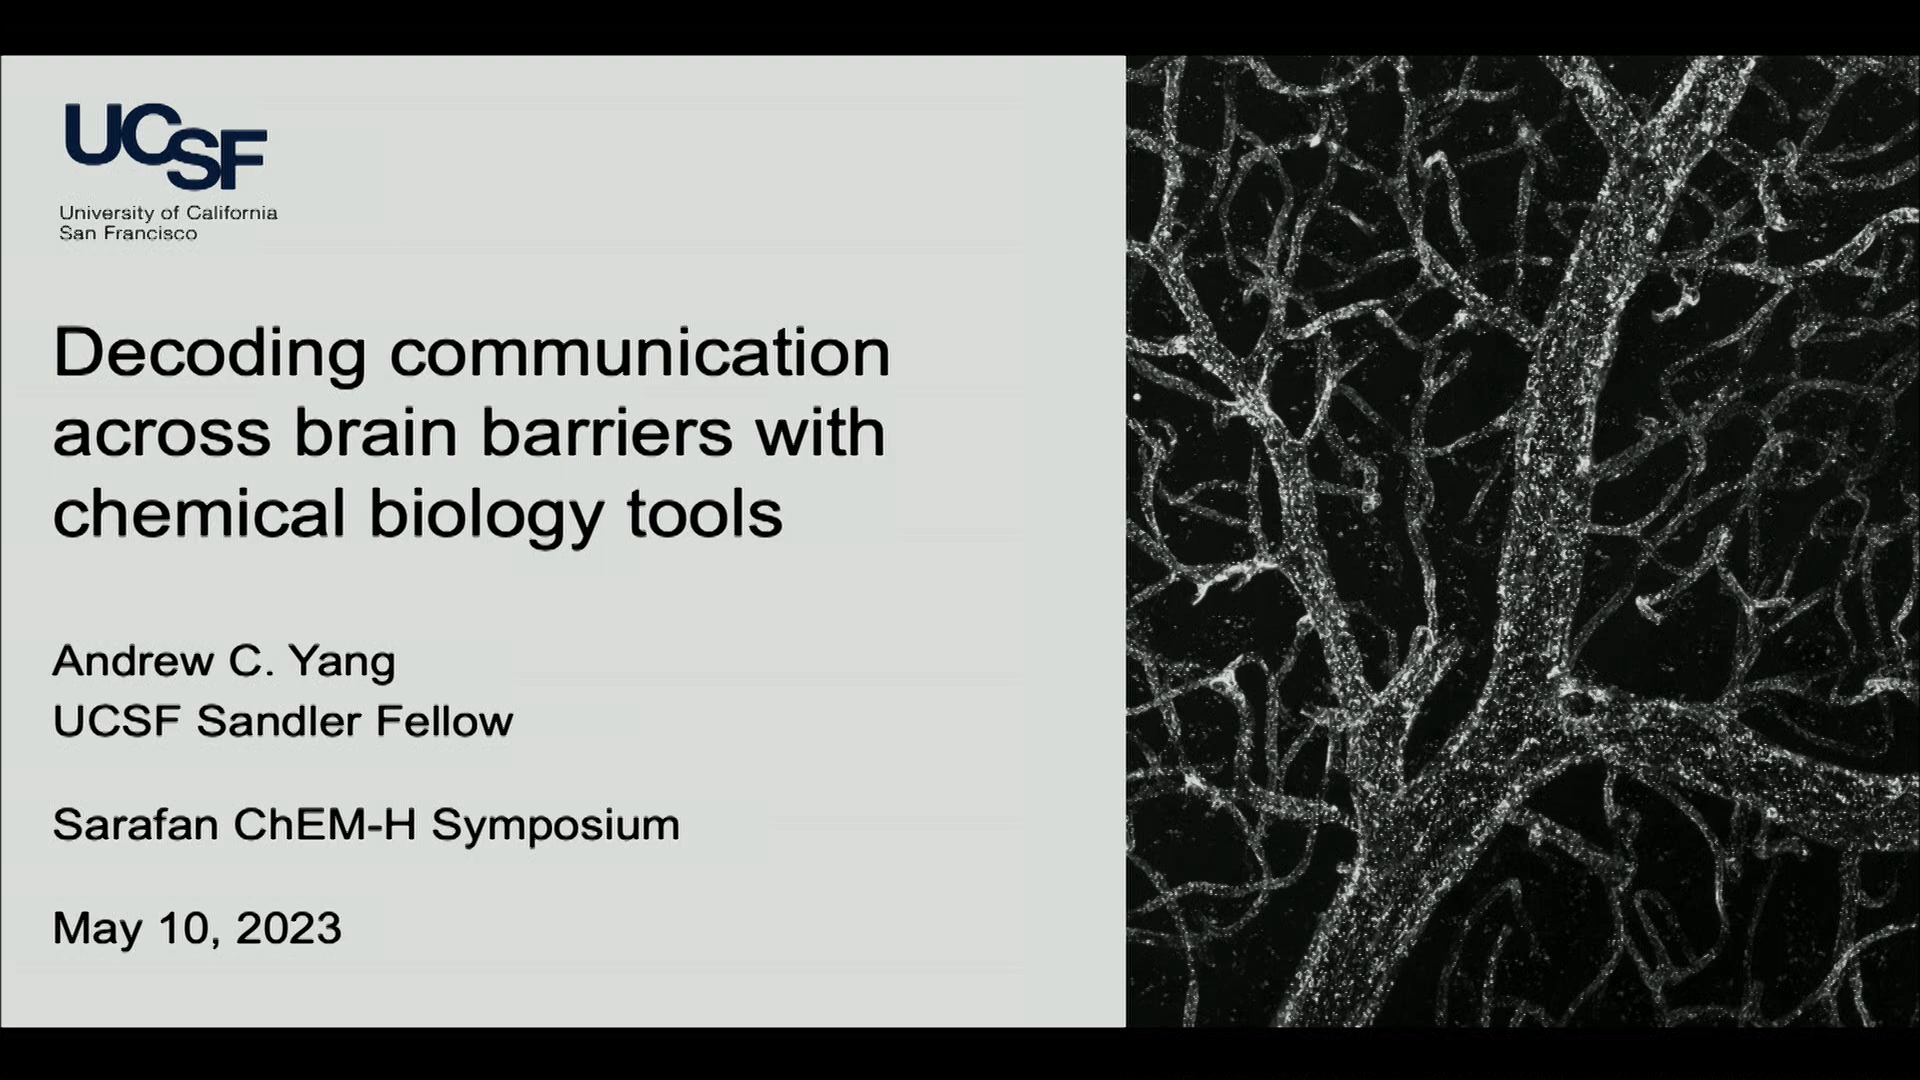 UCSF
University of California
San Francisco
Decoding communication
across brain barriers with
chemical biology tools
Andrew C. Yang
UCSF Sandler Fellow
Sarafan ChEM-H Symposium
May 10, 2023